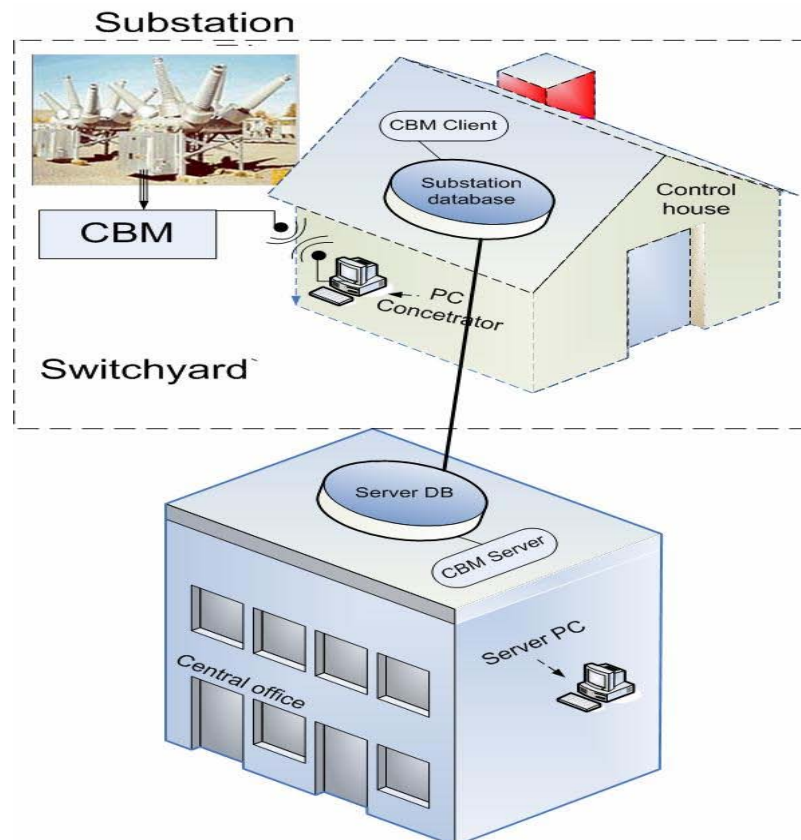 Substation
CBM Client
Substation
database
Control
house
CBM
PC
Concetrator
Switchyard`
Server DB
CBM Server
Server PC
Central office